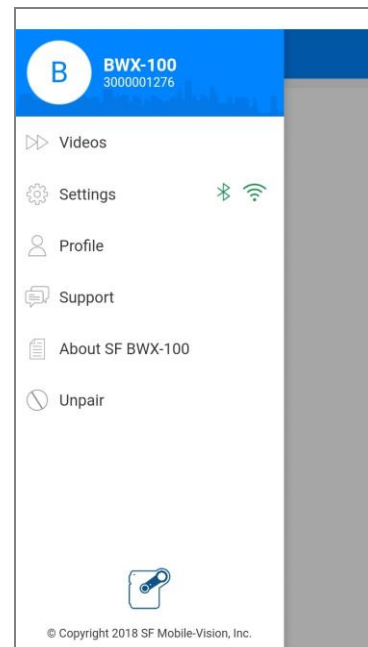 B
BWX-100
3000001276
Videos
Settings
Profile
Support
About SF BWX-100
Unpair
© Copyright 2018 SF Mobile-Vision, Inc.